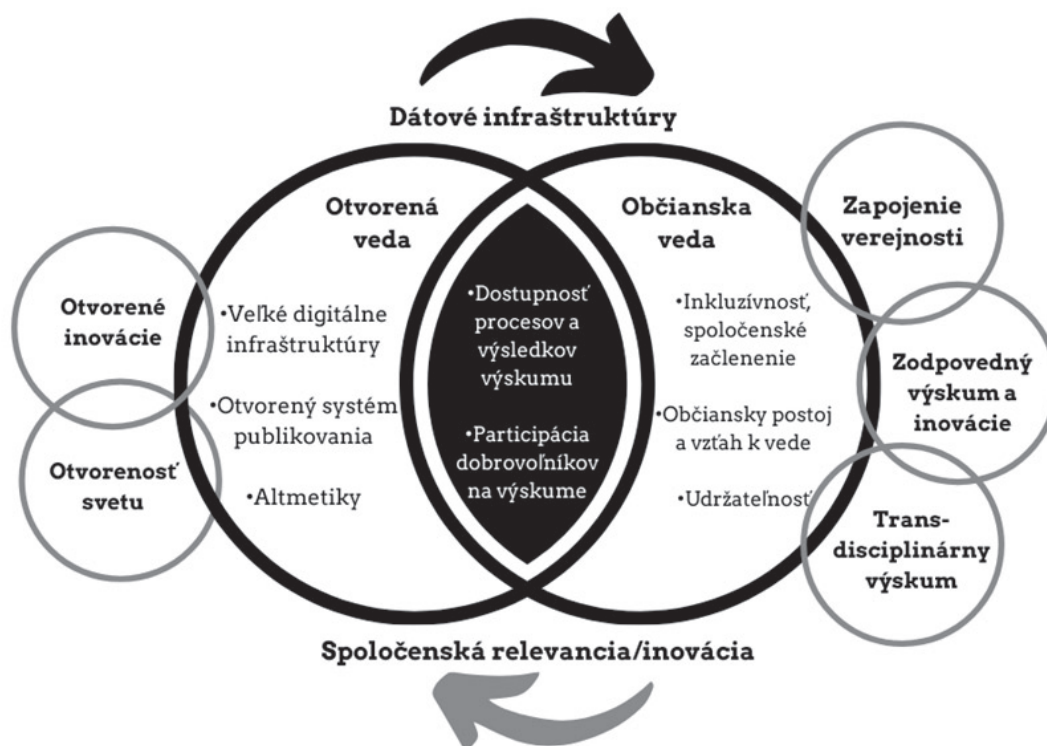 Dátové infraštruktúry
Otvorená
veda
•Veľké digitálne
infraštruktúry
•Otvorený systém
publikovania
•Altmetiky
Otvorené
inovácie
Otvorenosť
svetu
•Dostupnosť
procesov a
výsledkov
výskumu
•Participácia
dobrovoľníkov
na výskume
Občianska
veda
•Inkluzívnosť,
spoločenské
začlenenie
•Občiansky postoj
a vzťah k vede
•Udržateľnosť
Zapojenie
verejnosti
Zodpovedný
výskum a
inovácie
Trans-
disciplinárny
výskum
Spoločenská relevancia/inovácia